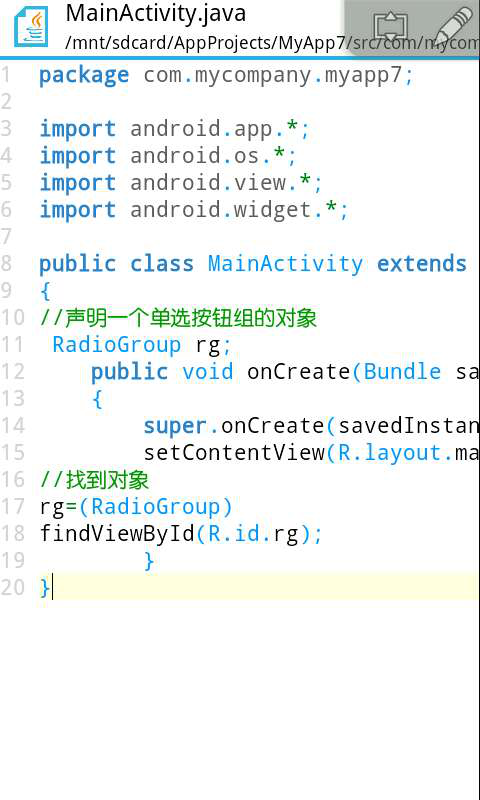 MainActivity.java
/mnt/sdcard/AppProjects/MyApp7/src/com/mycom
1 package com.mycompany.myapp7;
2
3 import android.app.*;
4 import android.os.*;
5 import android.view.*;
6 import android.widget.*;
7
8 public class MainActivity extends
9 {
10 //声明一个单选按钮组的对象
11 RadioGroup rg;
12 public void onCreate(Bundle sa
13 {
14 super.onCreate(savedInstan
15 setContentView(R.layout.ma
16 //找到对象
17 rg=(RadioGroup)
18 findViewById(R.id.rg);
19 }
20 }